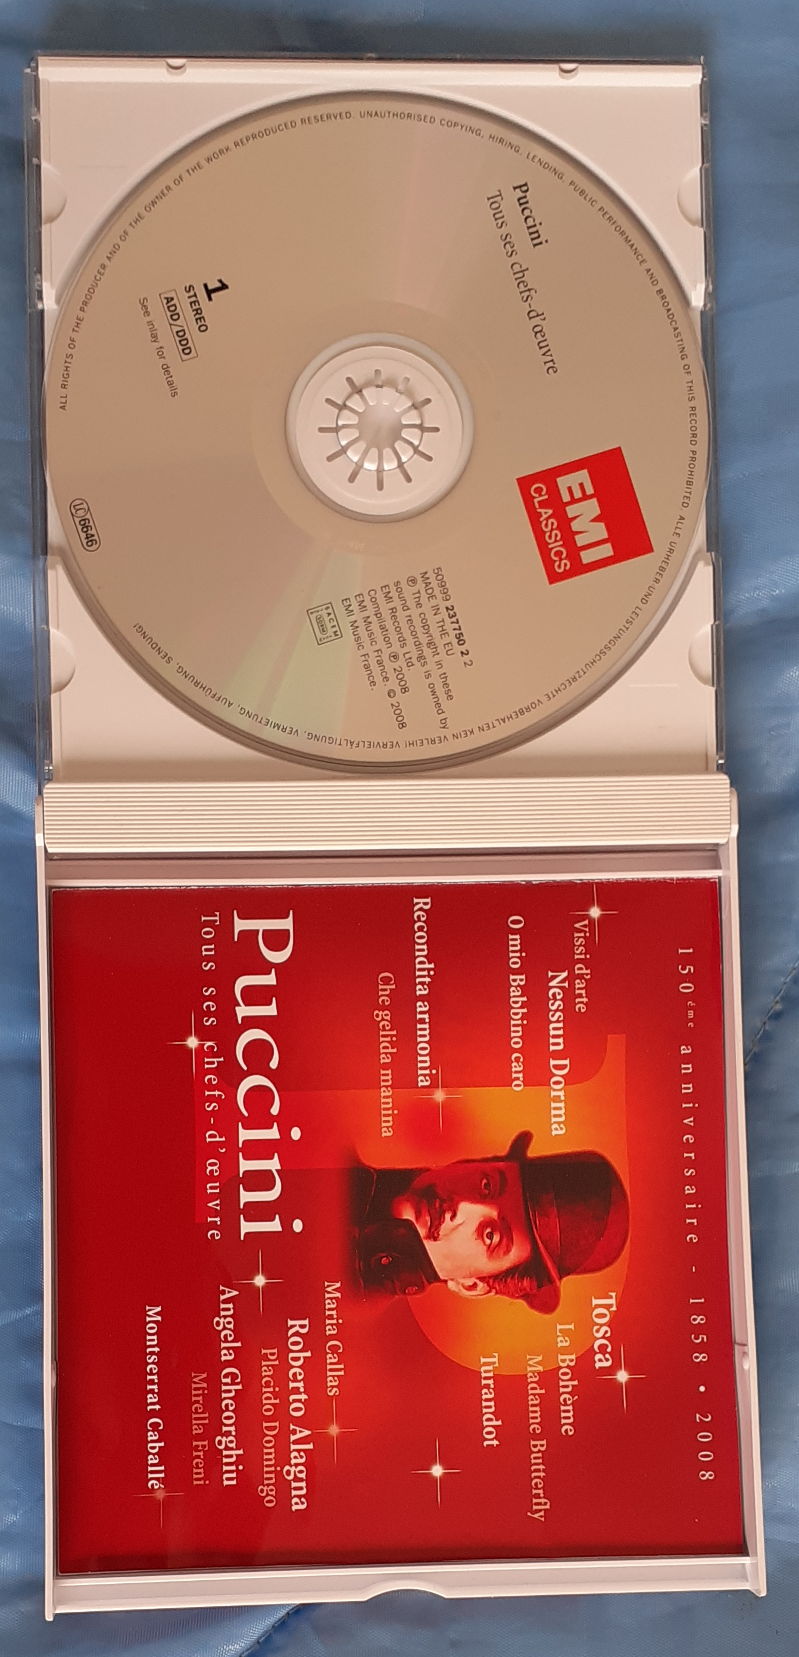 Puccini
Tous ses chefs-d'œuvre
EMI
CLASSICS
1
STEREO
ADD/DDD
See inlay for details
LC 6646
50999 237750 2 2
MADE IN THE EU
℗ The copyright in these
sound recordings is owned by
EMI Records Ltd.
Compilation ℗ 2008
EMI Music France. © 2008
EMI Music France.
SACEM
ALL RIGHTS OF THE PRODUCER AND OF THE OWNER OF THE WORK REPRODUCED RESERVED. UNAUTHORISED COPYING, HIRING, LENDING, PUBLIC PERFORMANCE AND BROADCASTING OF THIS RECORD PROHIBITED. ALLE URHEBER-UND LEISTUNGSSCHUTZRECHTE VORBEHALTEN KEIN VERLEIH! VERVIELFÄLTIGUNG, VERMIETUNG, AUFFÜHRUNG, SENDUNG!
150ème anniversaire - 1858 • 2008
Vissi d'arte
Nessun Dorma
O mio Babbino caro
Recondita armonia
Che gelida manina
Tosca
La Bohème
Madame Butterfly
Turandot
Puccini
Tous ses chefs-d'œuvre
Maria Callas
Roberto Alagna
Placido Domingo
Angela Gheorghiu
Mirella Freni
Montserrat Caballé